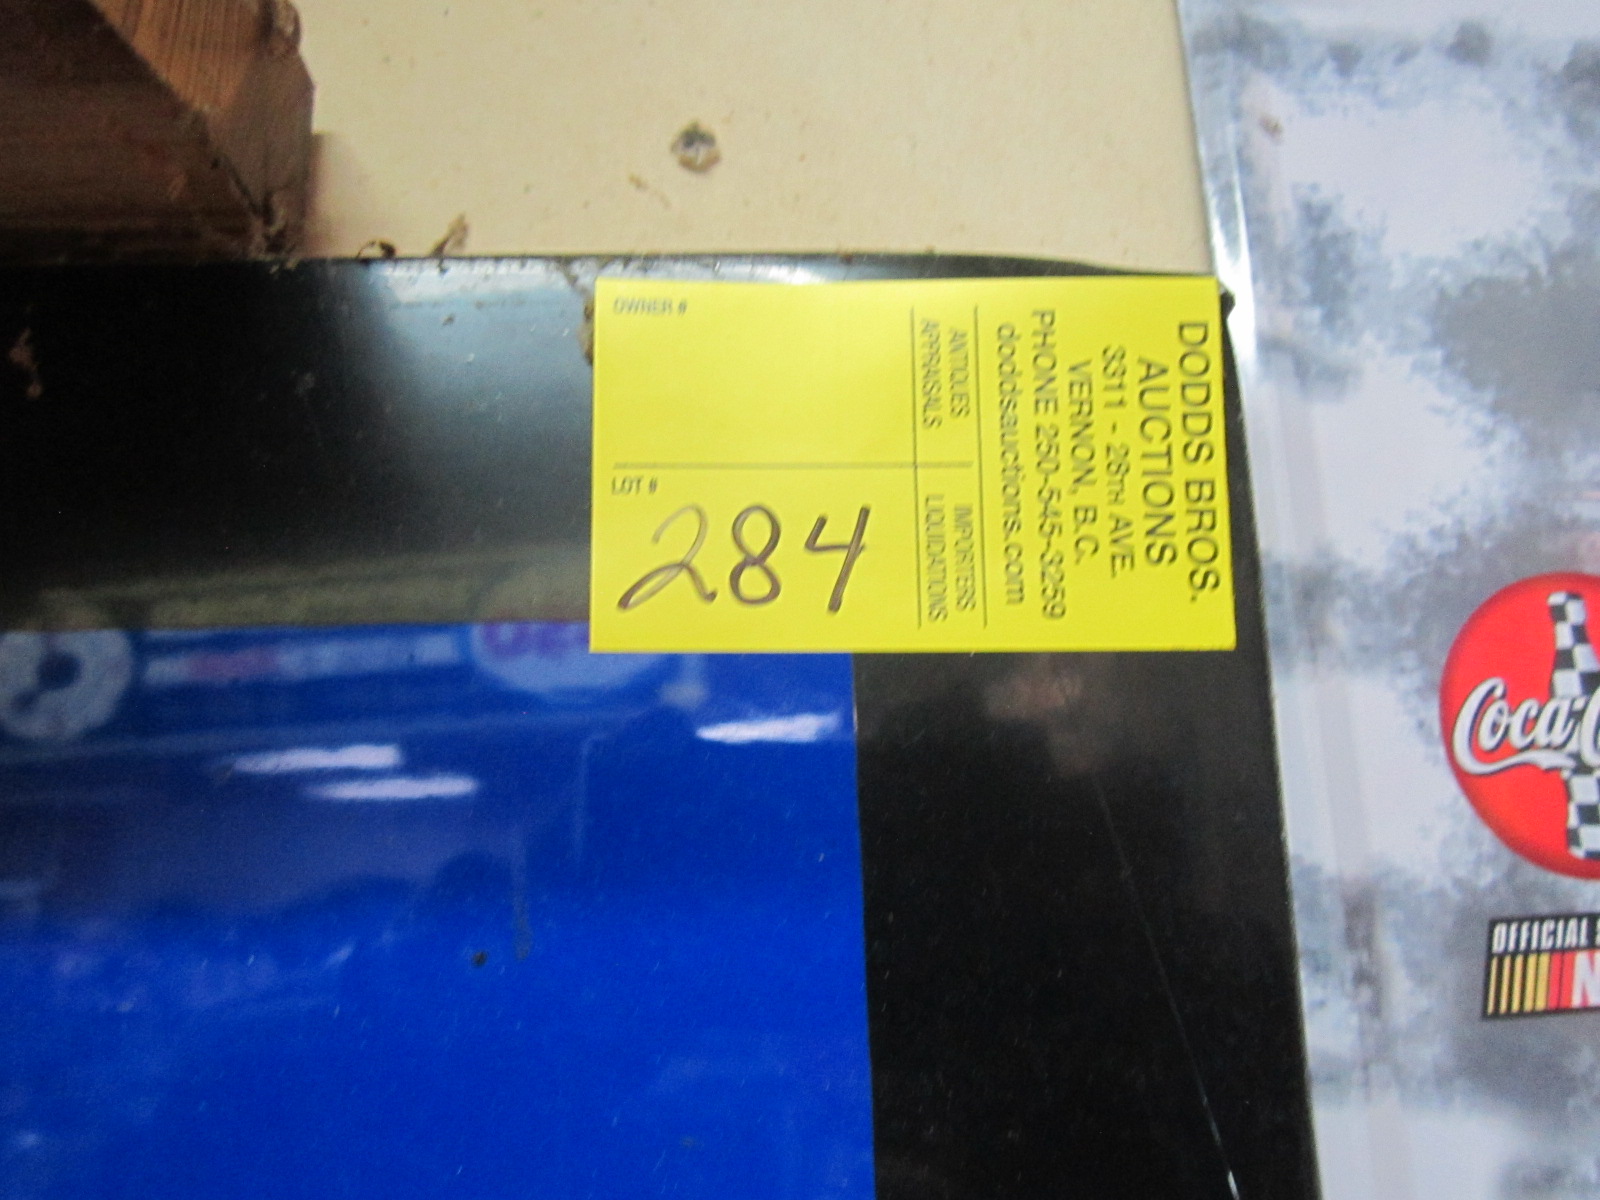 DODDS BROS.
AUCTIONS
3311 - 28TH AVE.
VERNON, B.C.
PHONE 250-545-3259
doddsauctions.com
ANTIQUES IMPORTERS
APPRAISALS LIQUIDATIONS
OWNER #
LOT #
284
Coca-C
OFFICIAL S
N